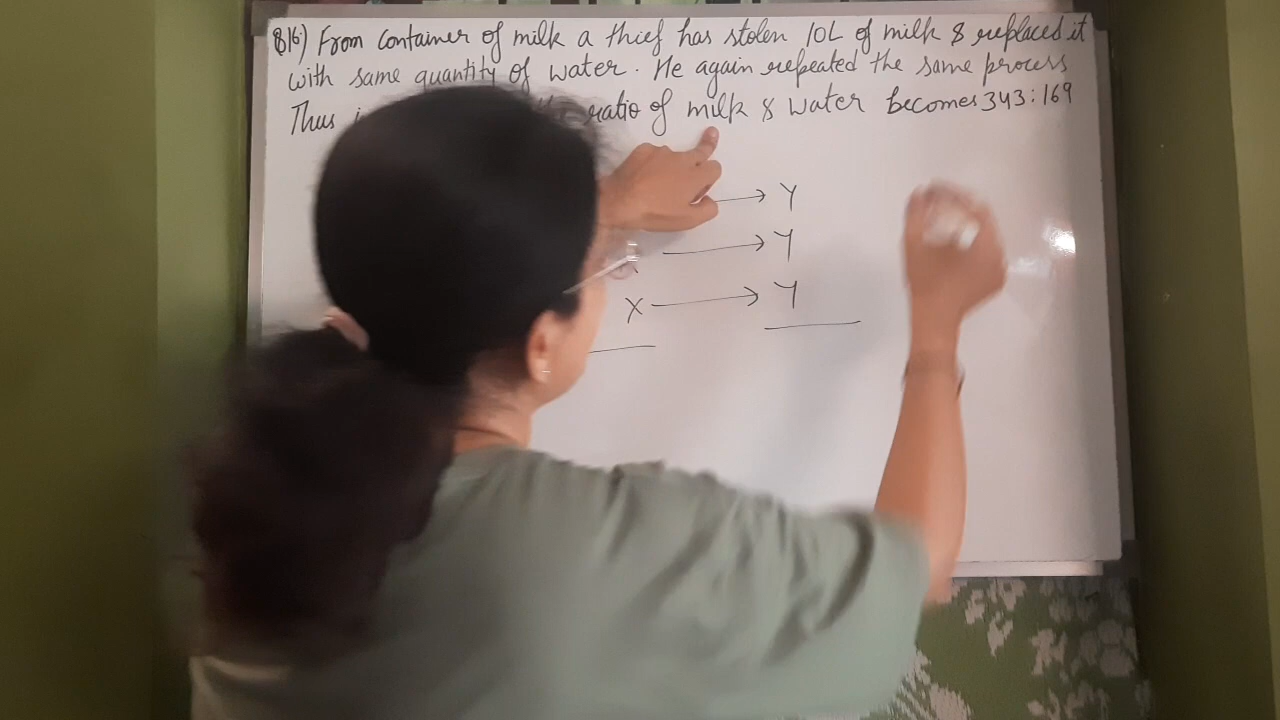 Q16) From Container of milk a thief has stolen 10L of milk & replaced it
with same quantity of water. He again repeated the same process
Thus ratio of milk & water becomes 343:169
→ Y
→ Y
X → Y